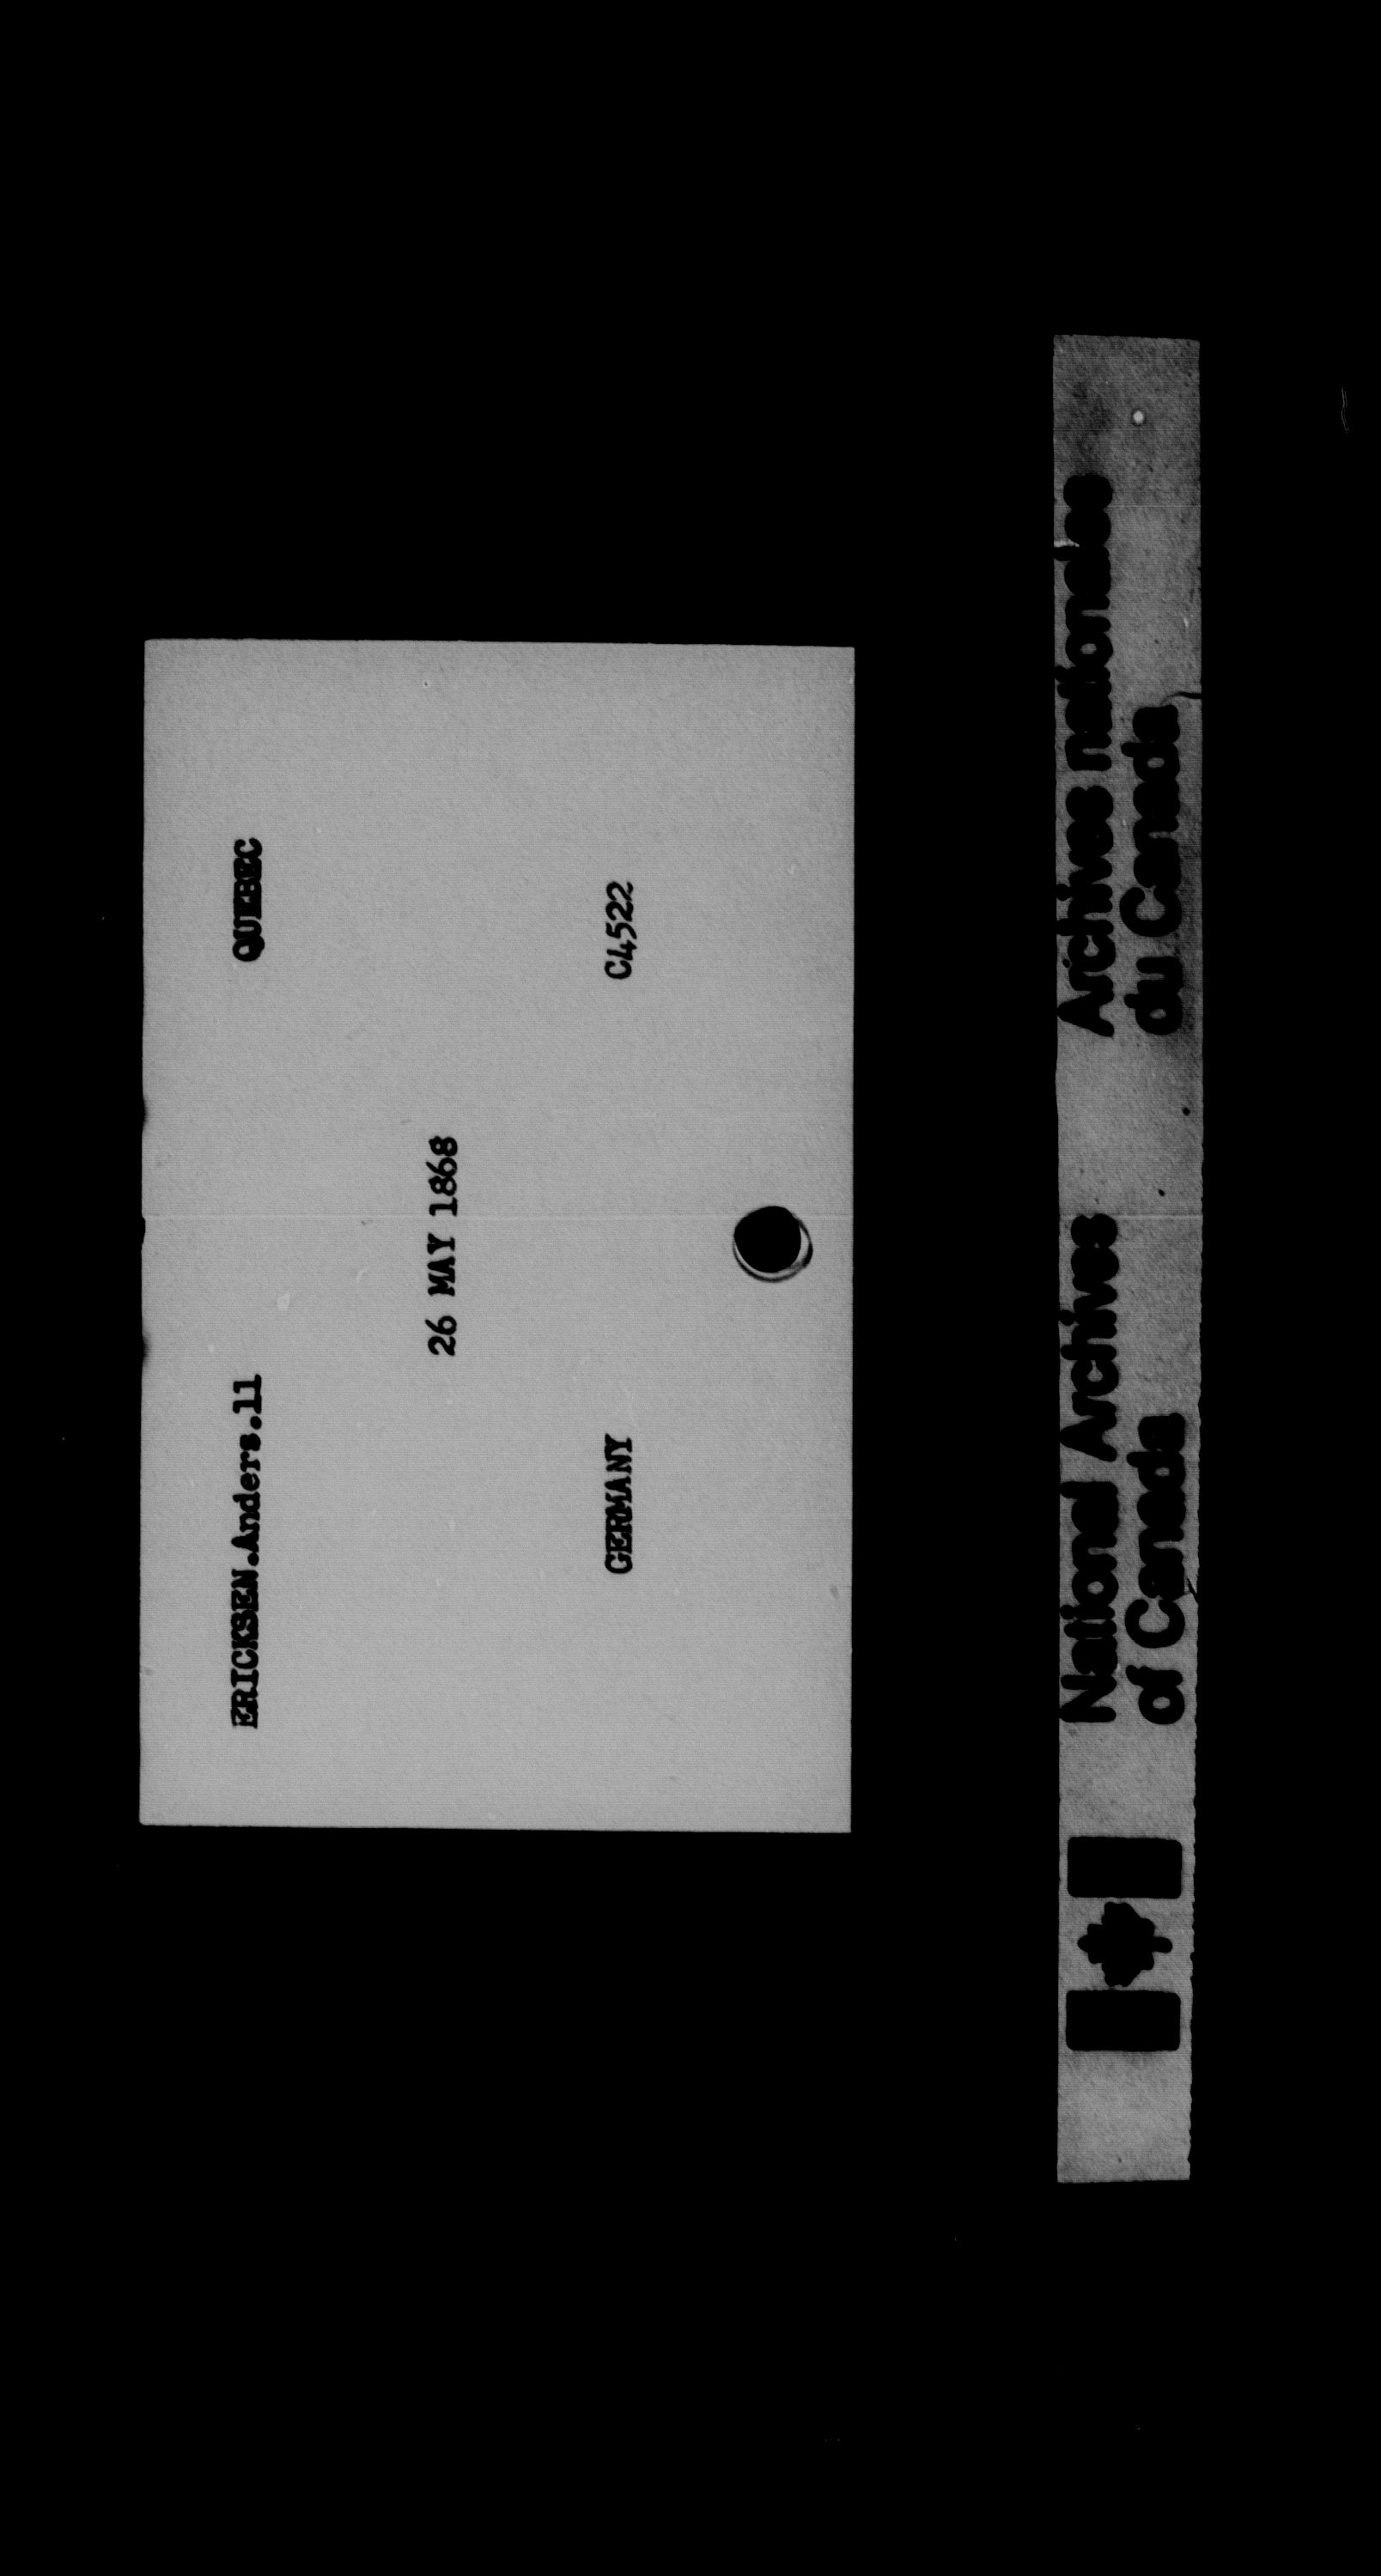 ERICKSEN.Anders.11 QUEBEC
26 MAY 1868
GERMANY C4522
National Archives
of Canada
Archives nationales
du Canada